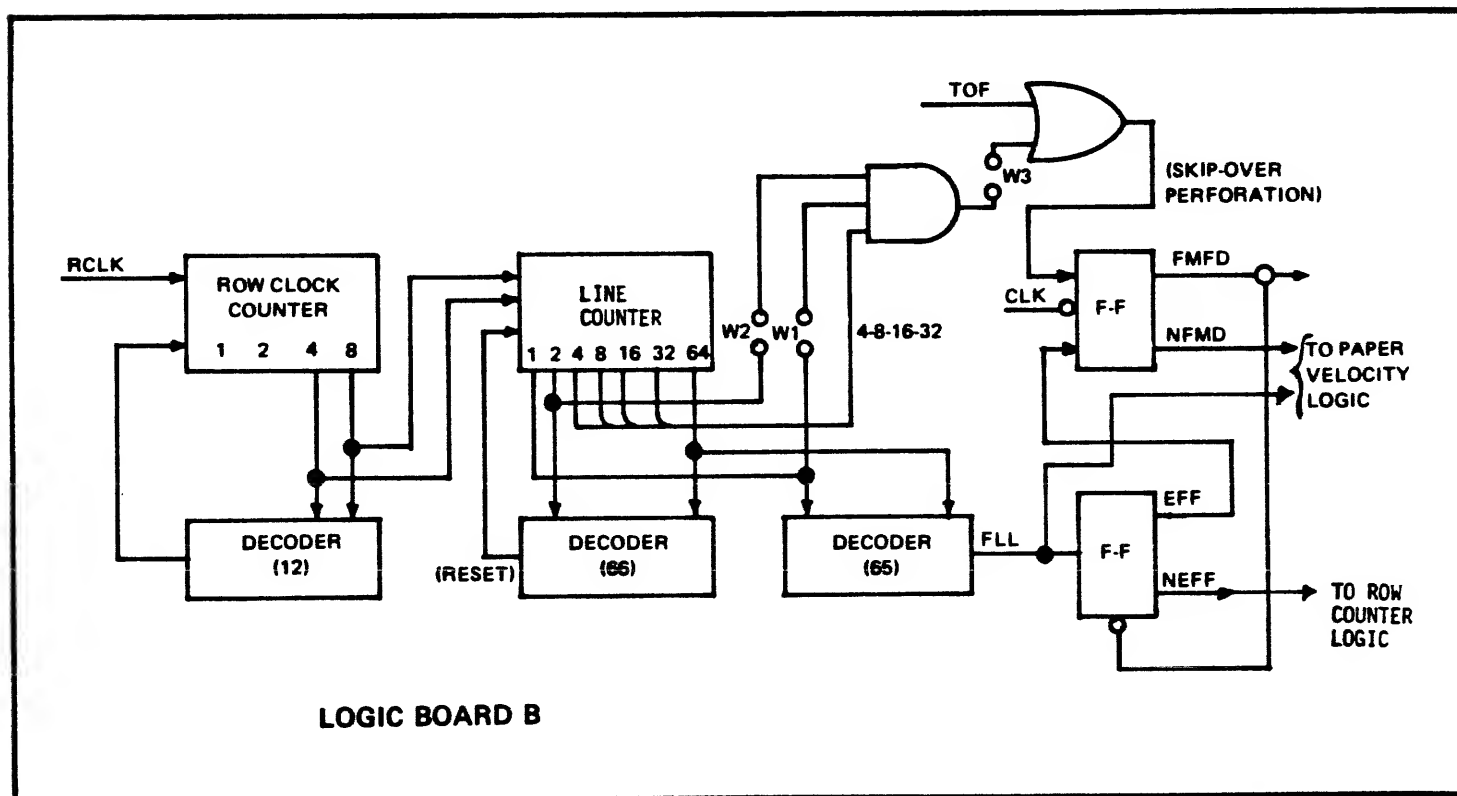 TOF
W3
(SKIP-OVER
PERFORATION)
RCLK
ROW CLOCK
COUNTER
1 2 4 8
LINE
COUNTER
1 2 4 8 16 32 64
W2
W1
4-8-16-32
CLK
F-F
FMFD
NFMD
TO PAPER
VELOCITY
LOGIC
DECODER
(12)
(RESET)
DECODER
(66)
DECODER
(65)
FLL
F-F
EFF
NEFF
TO ROW
COUNTER
LOGIC
LOGIC BOARD B